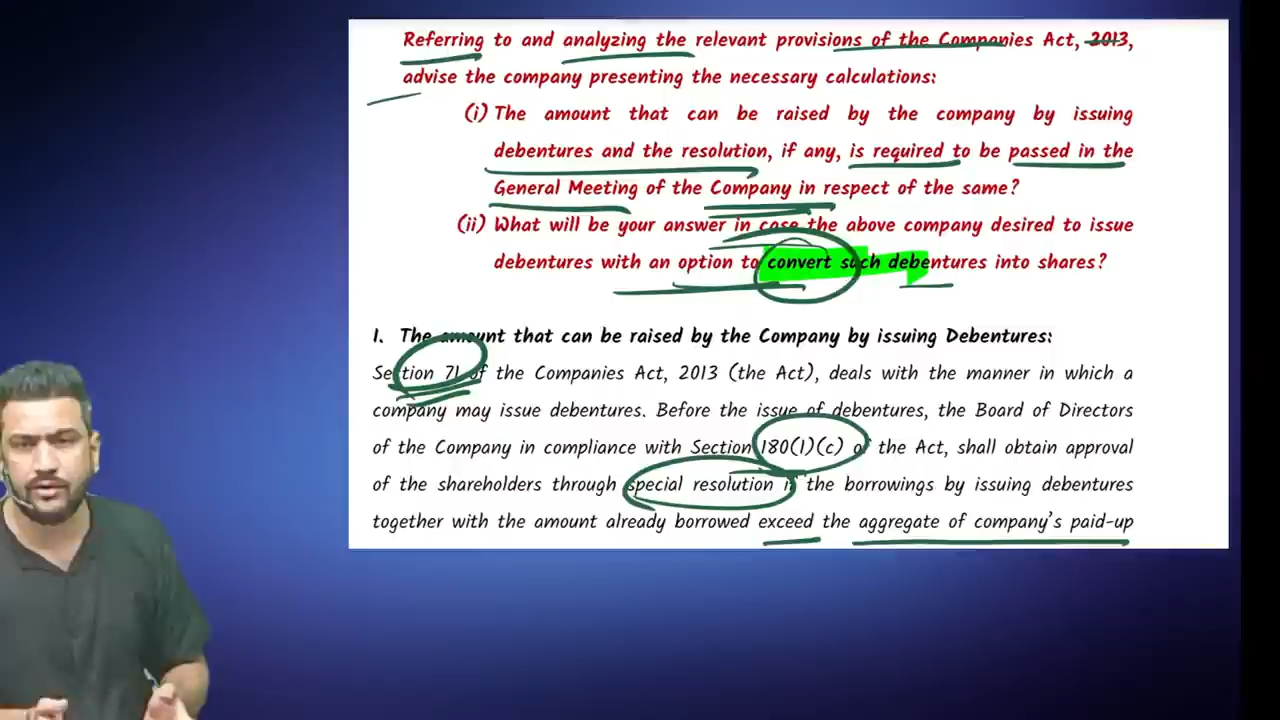 Referring to and analyzing the relevant provisions of the Companies Act, 2013,
advise the company presenting the necessary calculations:
(i) The amount that can be raised by the company by issuing
debentures and the resolution, if any, is required to be passed in the
General Meeting of the Company in respect of the same?
(ii) What will be your answer in case the above company desired to issue
debentures with an option to convert such debentures into shares?
I. The amount that can be raised by the Company by issuing Debentures:
Section 71 of the Companies Act, 2013 (the Act), deals with the manner in which a
company may issue debentures. Before the issue of debentures, the Board of Directors
of the Company in compliance with Section 180(1)(c) of the Act, shall obtain approval
of the shareholders through special resolution if the borrowings by issuing debentures
together with the amount already borrowed exceed the aggregate of company's paid-up